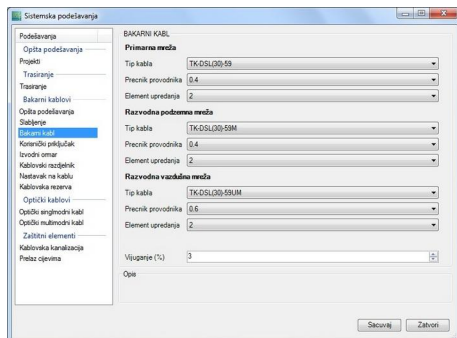 Sistemska podešavanja
Podešavanja
Opšta podešavanja
Projekti
Trasiranje
Trasiranje
Bakarni kablovi
Opšta podešavanja
Slabljenje
Bakarni kabl
Korisnički priključak
Izvodni ormar
Kablovski razdjelnik
Nastavak na kablu
Kablovska rezerva
Optički kablovi
Optički singlmodni kabl
Optički multimodni kabl
Zaštitni elementi
Kablovska kanalizacija
Prelaz cijevima
BAKARNI KABL
Primarna mreža
Tip kabla TK-DSL(30)-59
Precnik provodnika 0.4
Element upredanja 2
Razvodna podzemna mreža
Tip kabla TK-DSL(30)-59M
Precnik provodnika 0.4
Element upredanja 2
Razvodna vazdušna mreža
Tip kabla TK-DSL(30)-59UM
Precnik provodnika 0.6
Element upredanja 2
Vijuganje (%) 3
Opis
Sacuvaj Zatvori